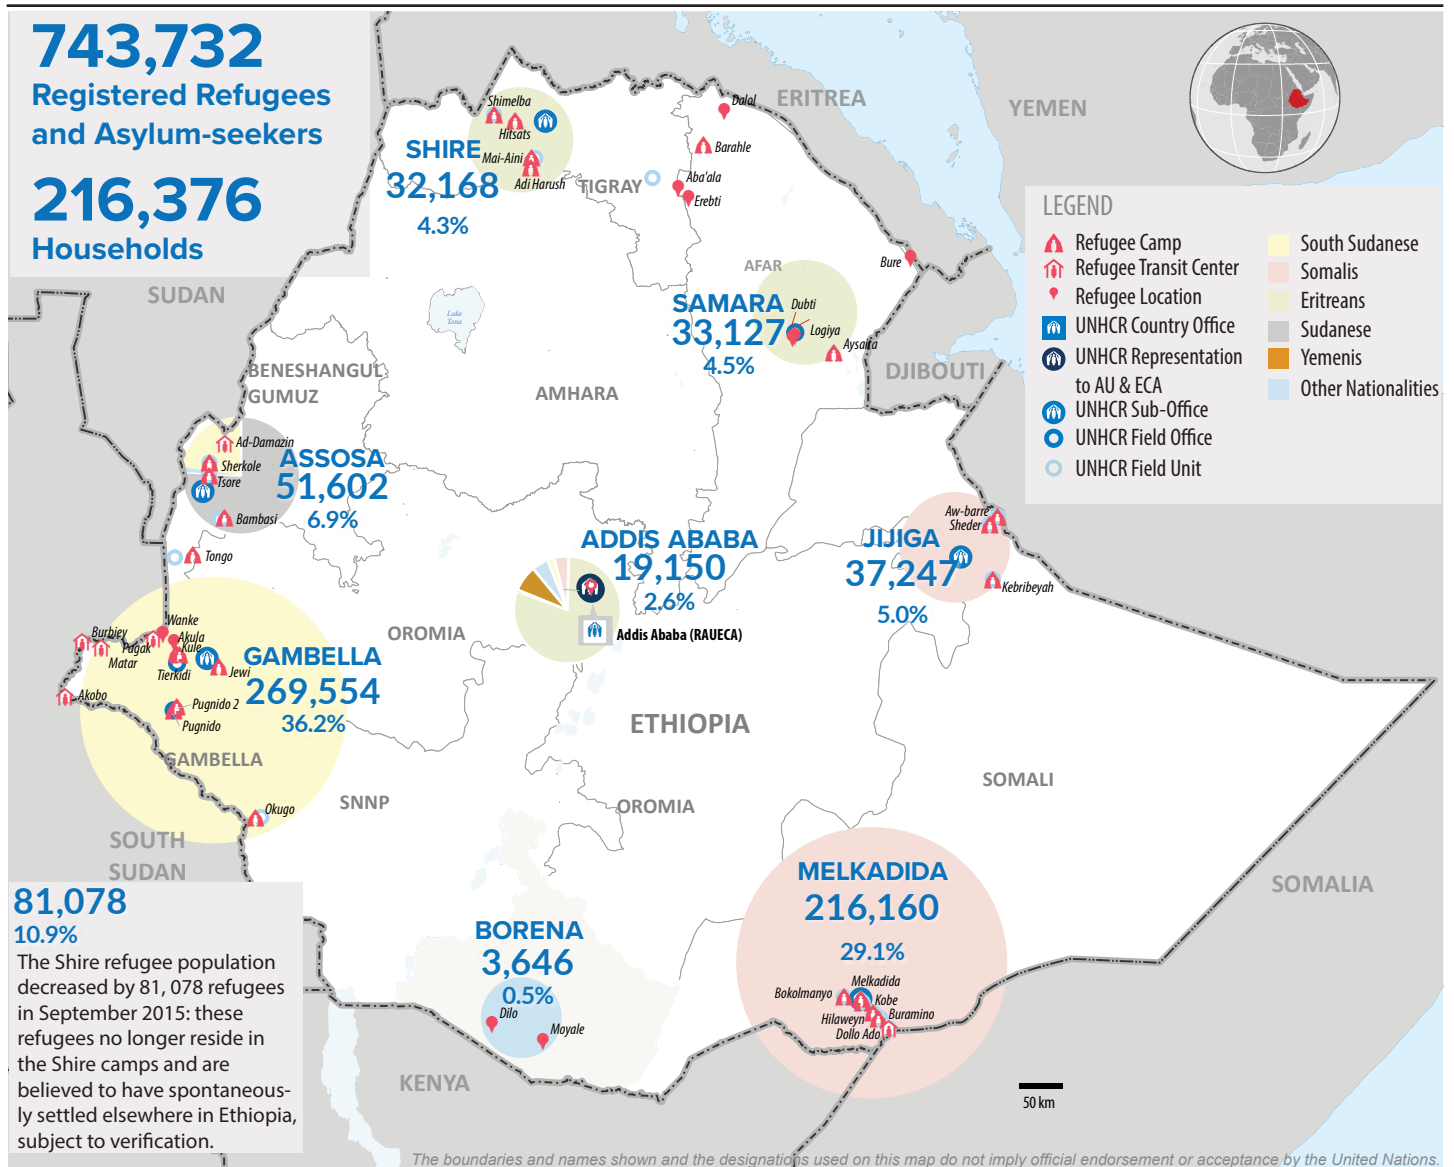 743,732
Registered Refugees
and Asylum-seekers
216,376
Households
SUDAN
ERITREA
YEMEN
Shimelba
Hitsats
SHIRE
Mai-Aini
32,168
Adi Harush
4.3%
TIGRAY
Dalol
Barahle
Aba'ala
Erebti
Bure
AFAR
SAMARA
Dubti
33,127
Logiya
Aysaita
4.5%
DJIBOUTI
Lake
Tana
BENESHANGUL
GUMUZ
AMHARA
LEGEND
Refugee Camp
Refugee Transit Center
Refugee Location
UNHCR Country Office
UNHCR Representation
to AU & ECA
UNHCR Sub-Office
UNHCR Field Office
UNHCR Field Unit
South Sudanese
Somalis
Eritreans
Sudanese
Yemenis
Other Nationalities
Ad-Damazin
Sherkole
Tsore
Bambasi
ASSOSA
51,602
6.9%
Tongo
ADDIS ABABA
19,150
2.6%
Addis Ababa (RAUECA)
Aw-barre
Sheder
JIJIGA
37,247
Kebribeyah
5.0%
Wanke
Burbiey
Pagak
Akula
Kule
Matar
Tierkidi
Jewi
Akobo
Pugnido 2
Pugnido
GAMBELLA
269,554
36.2%
GAMBELLA
Okugo
OROMIA
ETHIOPIA
SNNP
OROMIA
SOMALI
SOUTH
SUDAN
SOMALIA
MELKADIDA
216,160
29.1%
Melkadida
Bokolmanyo
Kobe
Hilaweyn
Buramino
Dollo Ado
BORENA
3,646
0.5%
Dilo
Moyale
KENYA
81,078
10.9%
The Shire refugee population
decreased by 81, 078 refugees
in September 2015: these
refugees no longer reside in
the Shire camps and are
believed to have spontaneous-
ly settled elsewhere in Ethiopia,
subject to verification.
50 km
The boundaries and names shown and the designations used on this map do not imply official endorsement or acceptance by the United Nations.